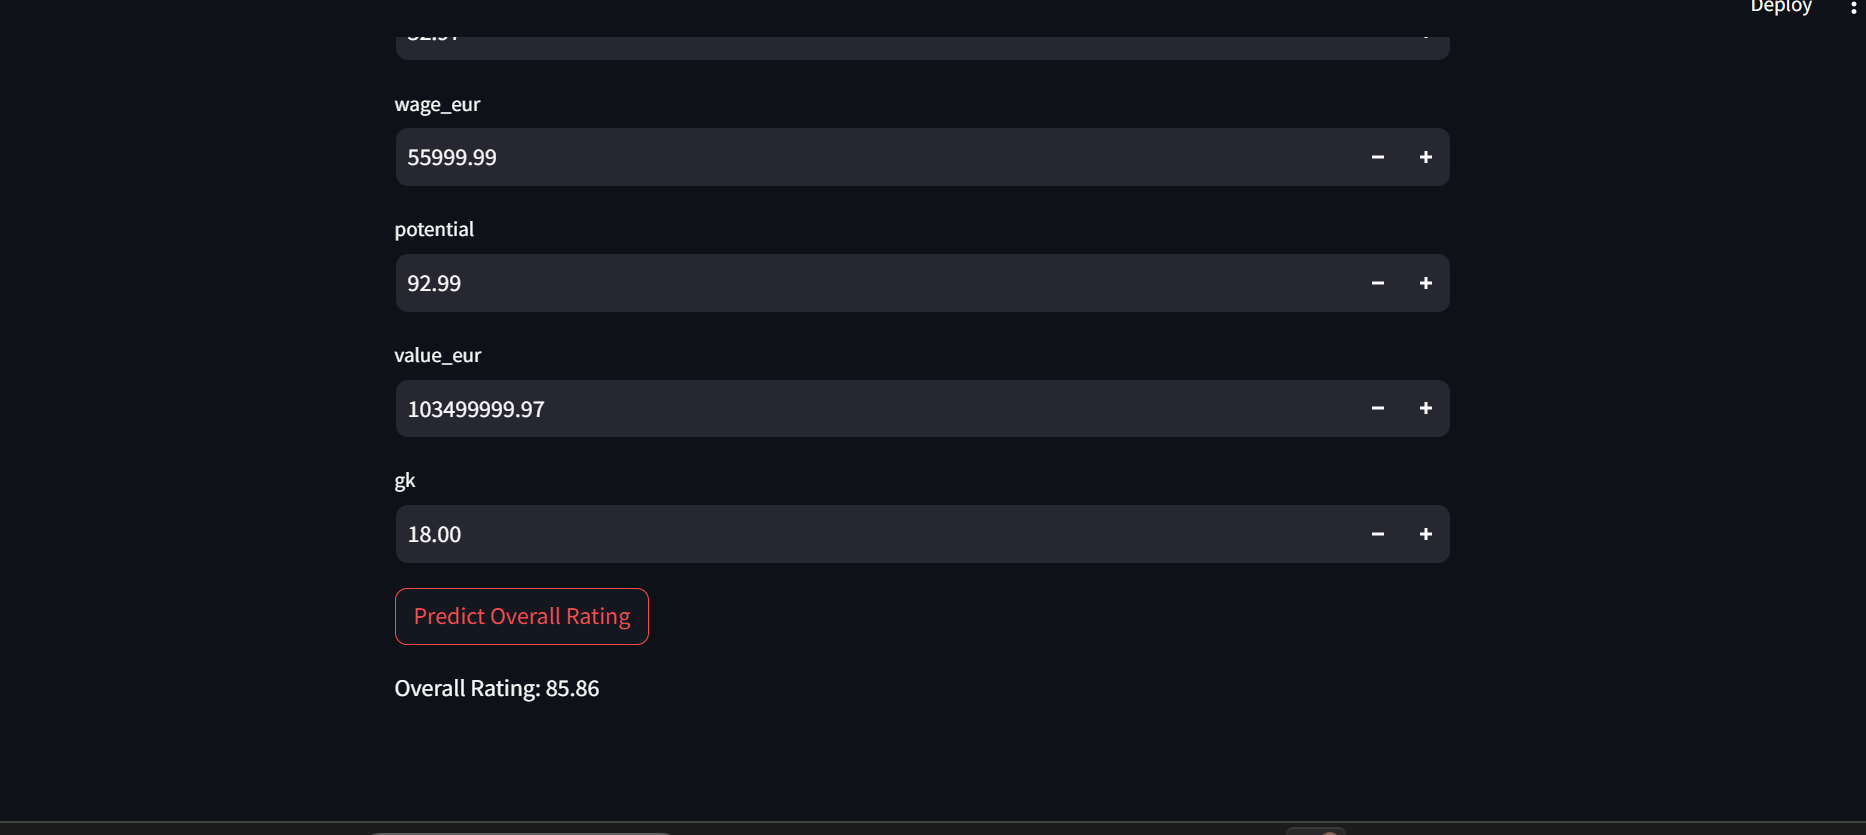 Deploy
wage_eur
55999.99
potential
92.99
value_eur
103499999.97
gk
18.00
Predict Overall Rating
Overall Rating: 85.86